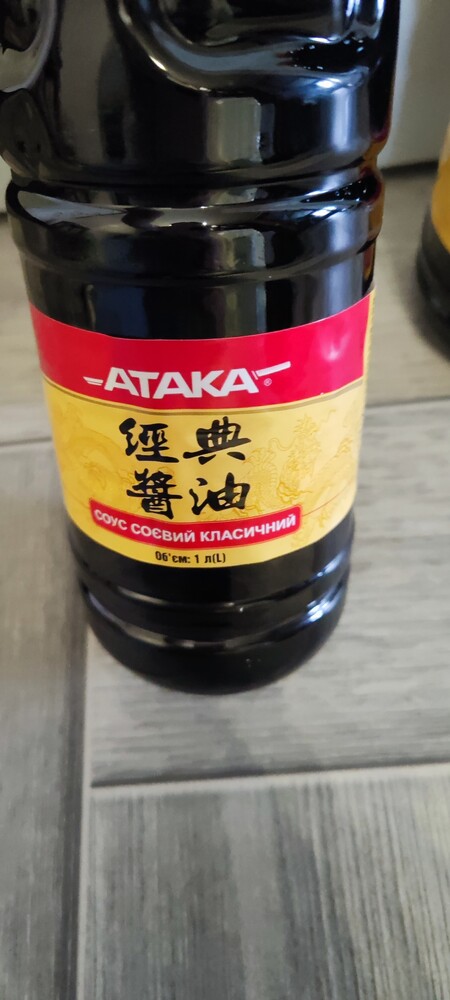 ATAKA®
經典
醬油
СОУС СОЄВИЙ КЛАСИЧНИЙ
Об'єм: 1 л(L)